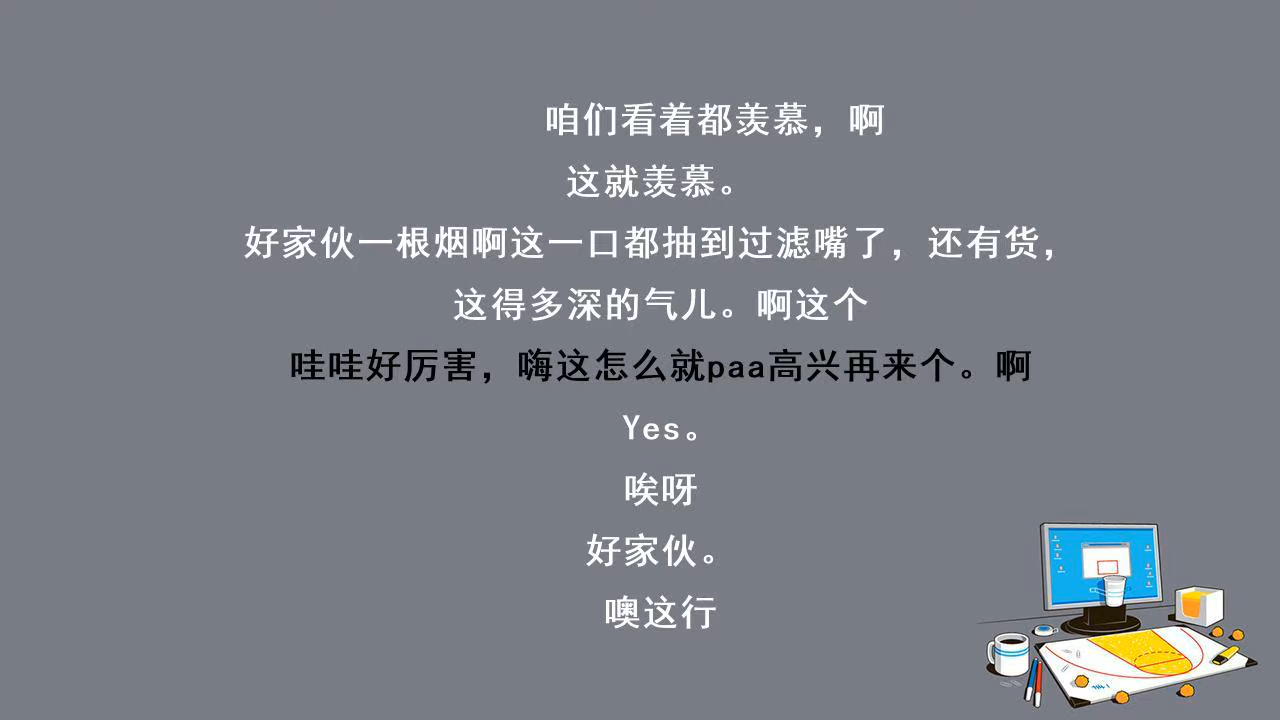 咱们看着都羡慕，啊
这就羡慕。
好家伙一根烟啊这一口都抽到过滤嘴了，还有货，
这得多深的气儿。啊这个
哇哇好厉害，嗨这怎么就paa高兴再来个。啊
Yes。
唉呀
好家伙。
噢这行